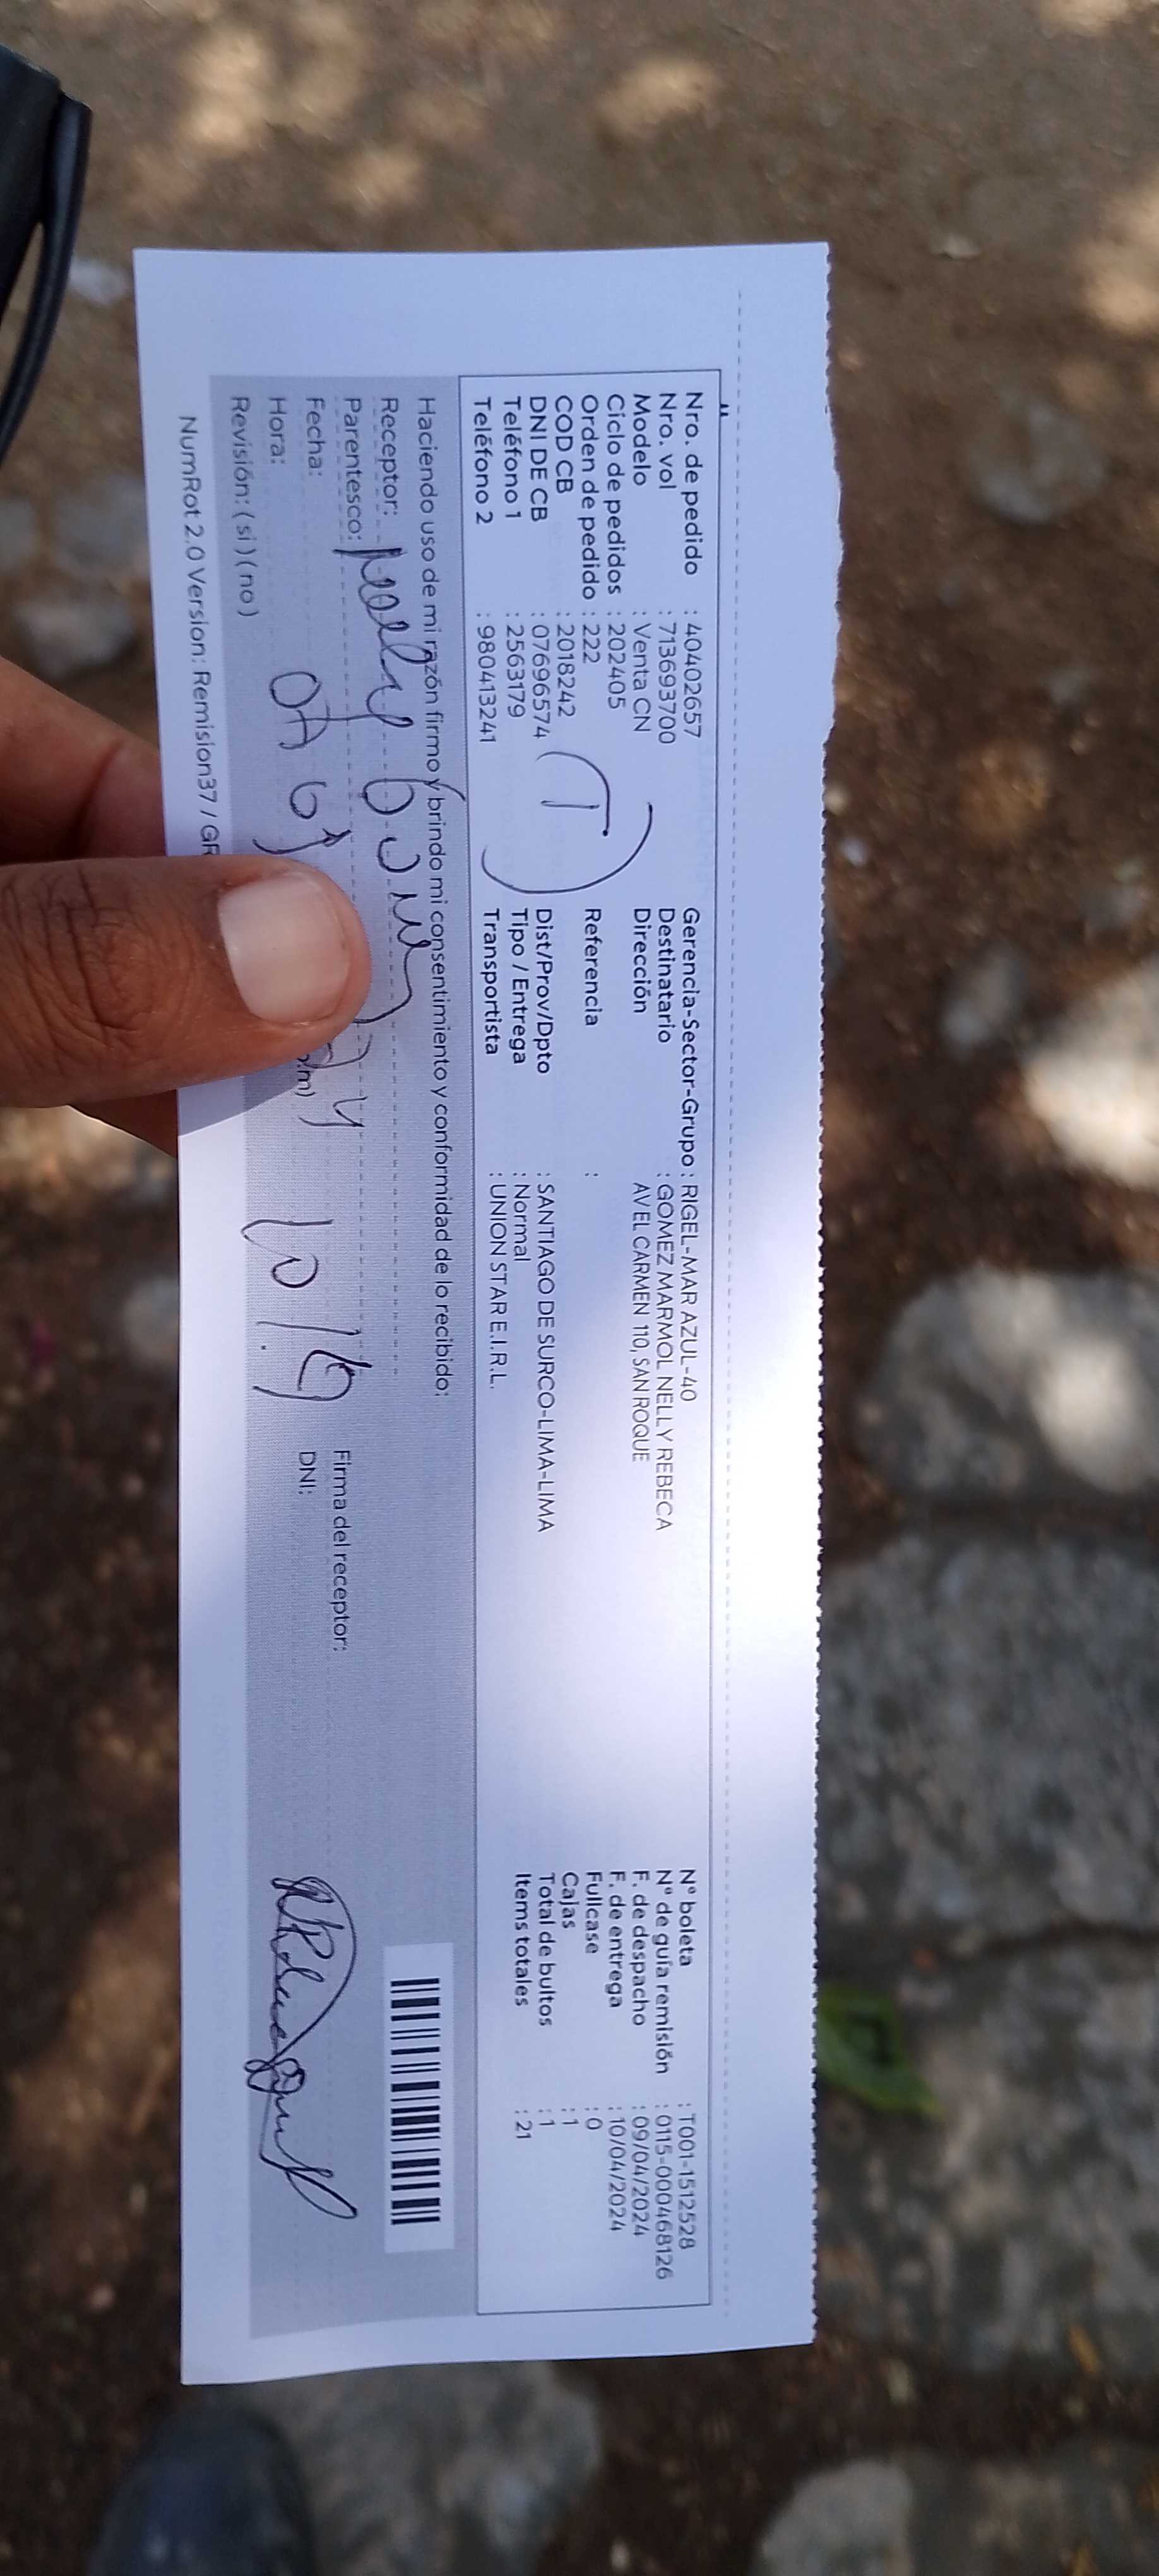 Nro. de pedido : 40402657 Gerencia-Sector-Grupo : RIGEL-MAR AZUL-40 N° boleta : T001-1512528
Nro. vol : 713693700 Destinatario : GOMEZ MARMOL NELLY REBECA N° de guía remisión : 0115-000468126
Modelo : Venta CN Dirección AV EL CARMEN 110, SAN ROQUE F. de despacho : 09/04/2024
Ciclo de pedidos : 202405 F. de entrega : 10/04/2024
Orden de pedido : 222 Referencia : Fullcase : 0
COD CB : 2018242 Cajas : 1
DNI DE CB : 07696574 Dist/Prov/Dpto : SANTIAGO DE SURCO-LIMA-LIMA Total de bultos : 1
Teléfono 1 : 2563179 Tipo / Entrega : Normal Items totales : 21
Teléfono 2 : 980413241 Transportista : UNION STAR E.I.R.L.
Haciendo uso de mi razón firmo y brindo mi consentimiento y conformidad de lo recibido:
Receptor:
Parentesco: Firma del receptor:
Fecha: DNI:
Hora:
Revisión: ( si ) ( no )
NumRot 2.0 Version: Remision37 / GR